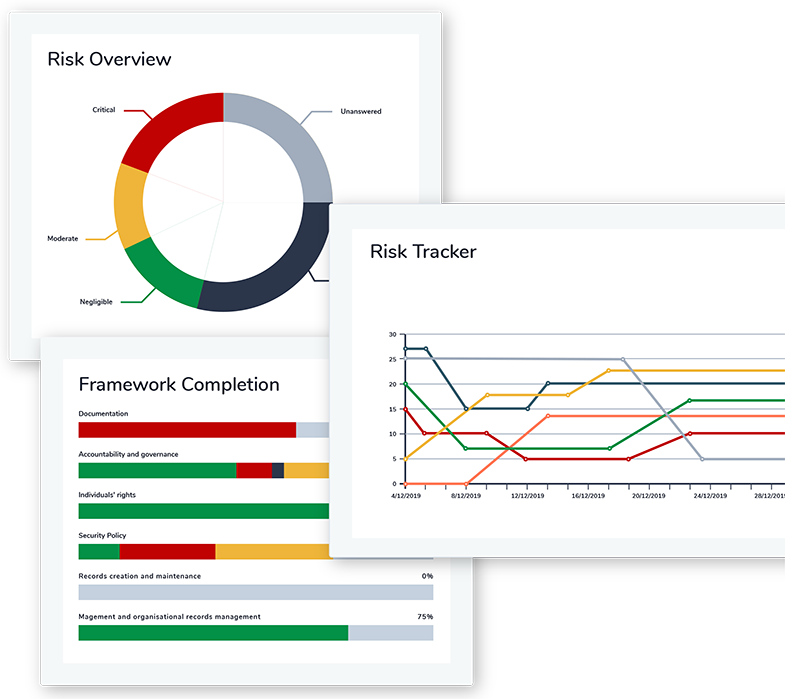 Risk Overview
Critical
Unanswered
Moderate
Negligible
Risk Tracker
30
25
20
15
10
5
0
4/12/2019 8/12/2019 12/12/2019 16/12/2019 20/12/2019 24/12/2019 28/12/201
Framework Completion
Documentation
Accountability and governance
Individuals' rights
Security Policy
Records creation and maintenance 0%
Magement and organisational records management 75%